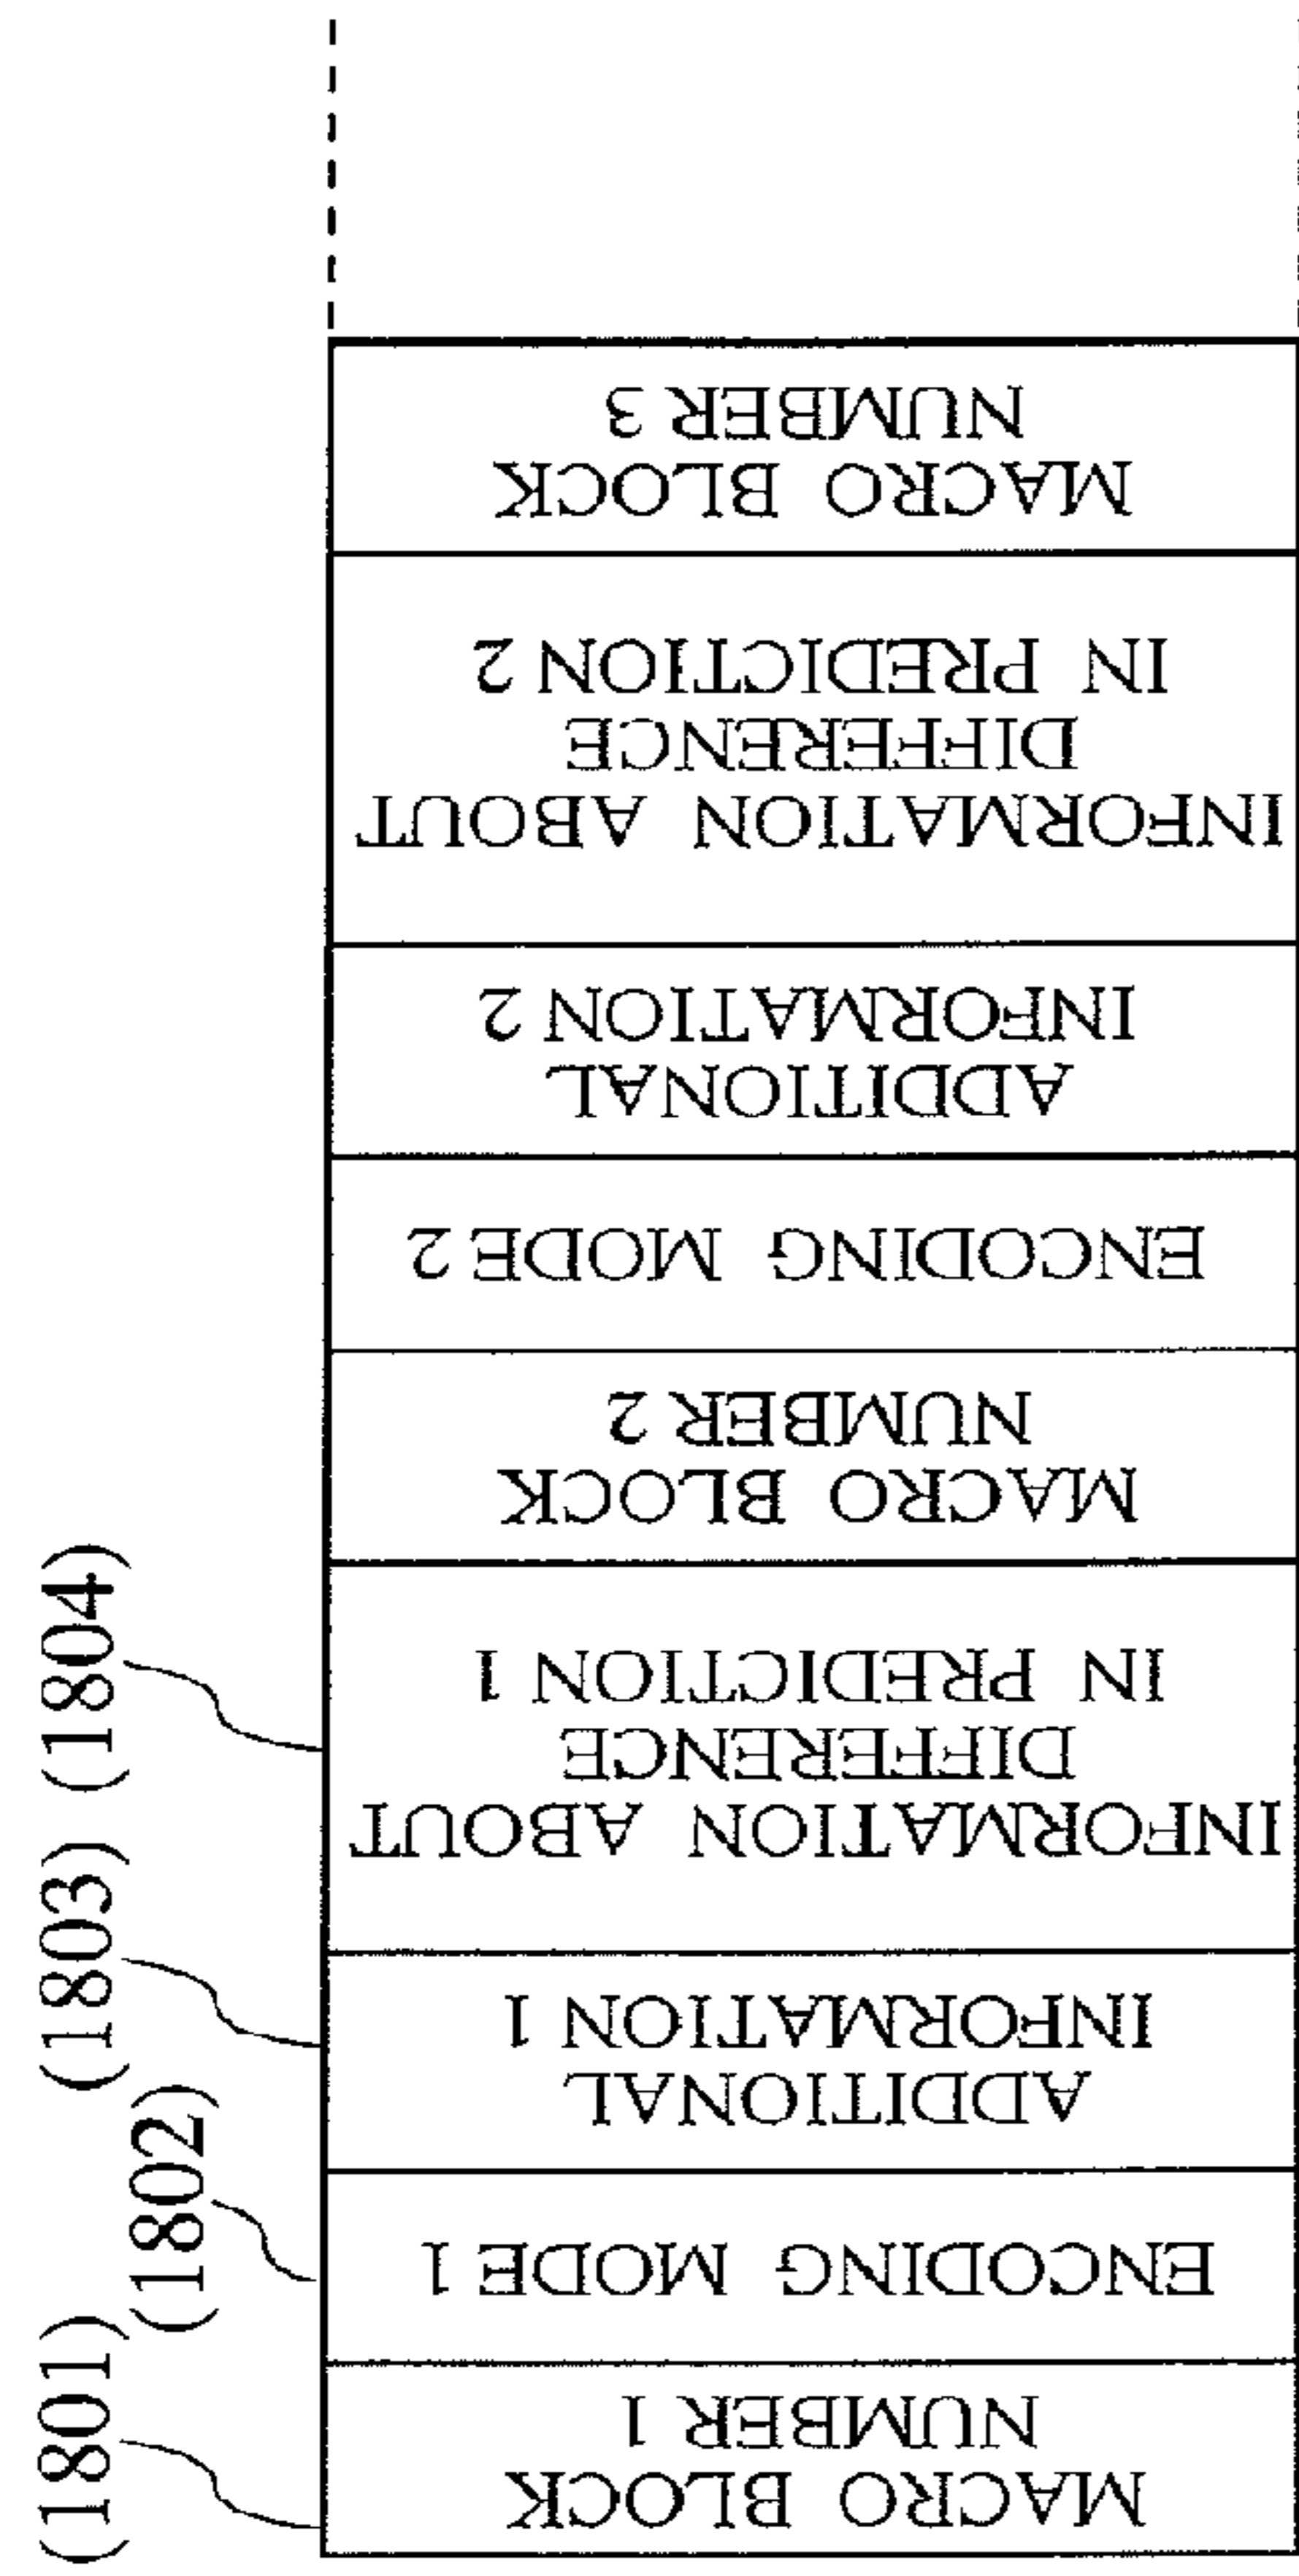 (1801)
(1802)
(1803)
(1804)
MACRO BLOCK
NUMBER 1
ENCODING MODE 1
ADDITIONAL
INFORMATION 1
INFORMATION ABOUT
DIFFERENCE
IN PREDICTION 1
MACRO BLOCK
NUMBER 2
ENCODING MODE 2
ADDITIONAL
INFORMATION 2
INFORMATION ABOUT
DIFFERENCE
IN PREDICTION 2
MACRO BLOCK
NUMBER 3